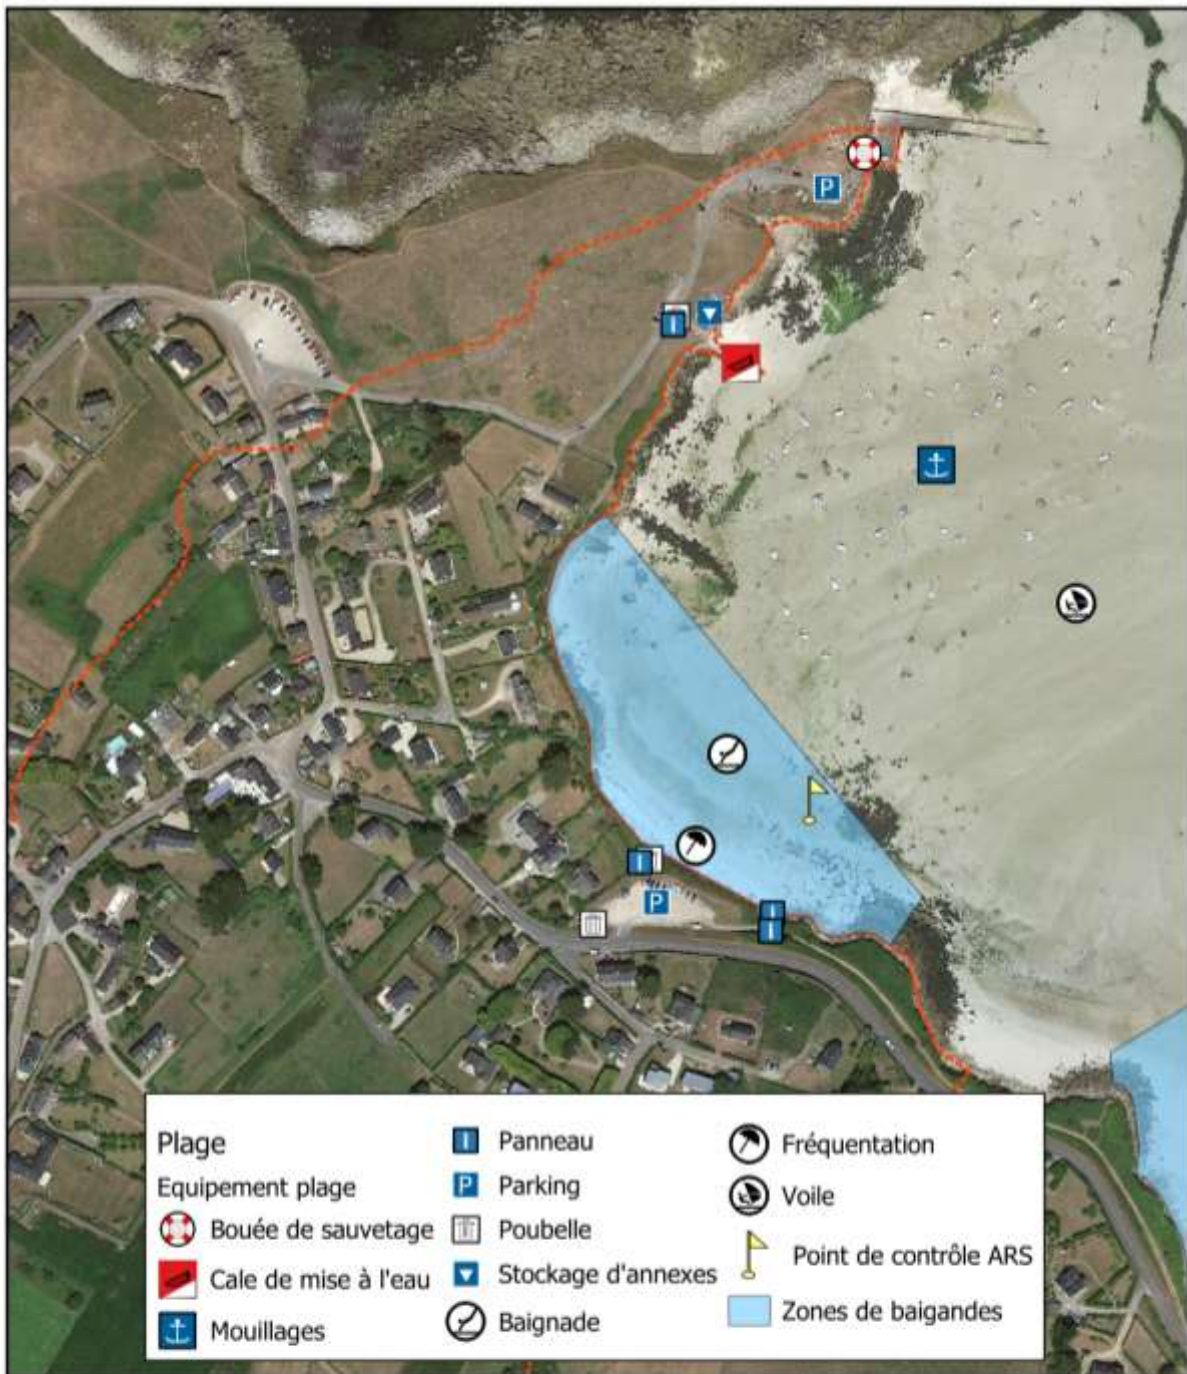 P
I
I
P
I
I
Plage
Equipement plage
Bouée de sauvetage
Cale de mise à l'eau
Mouillages
I Panneau
P Parking
Poubelle
Stockage d'annexes
Baignade
Fréquentation
Voile
Point de contrôle ARS
Zones de baigandes